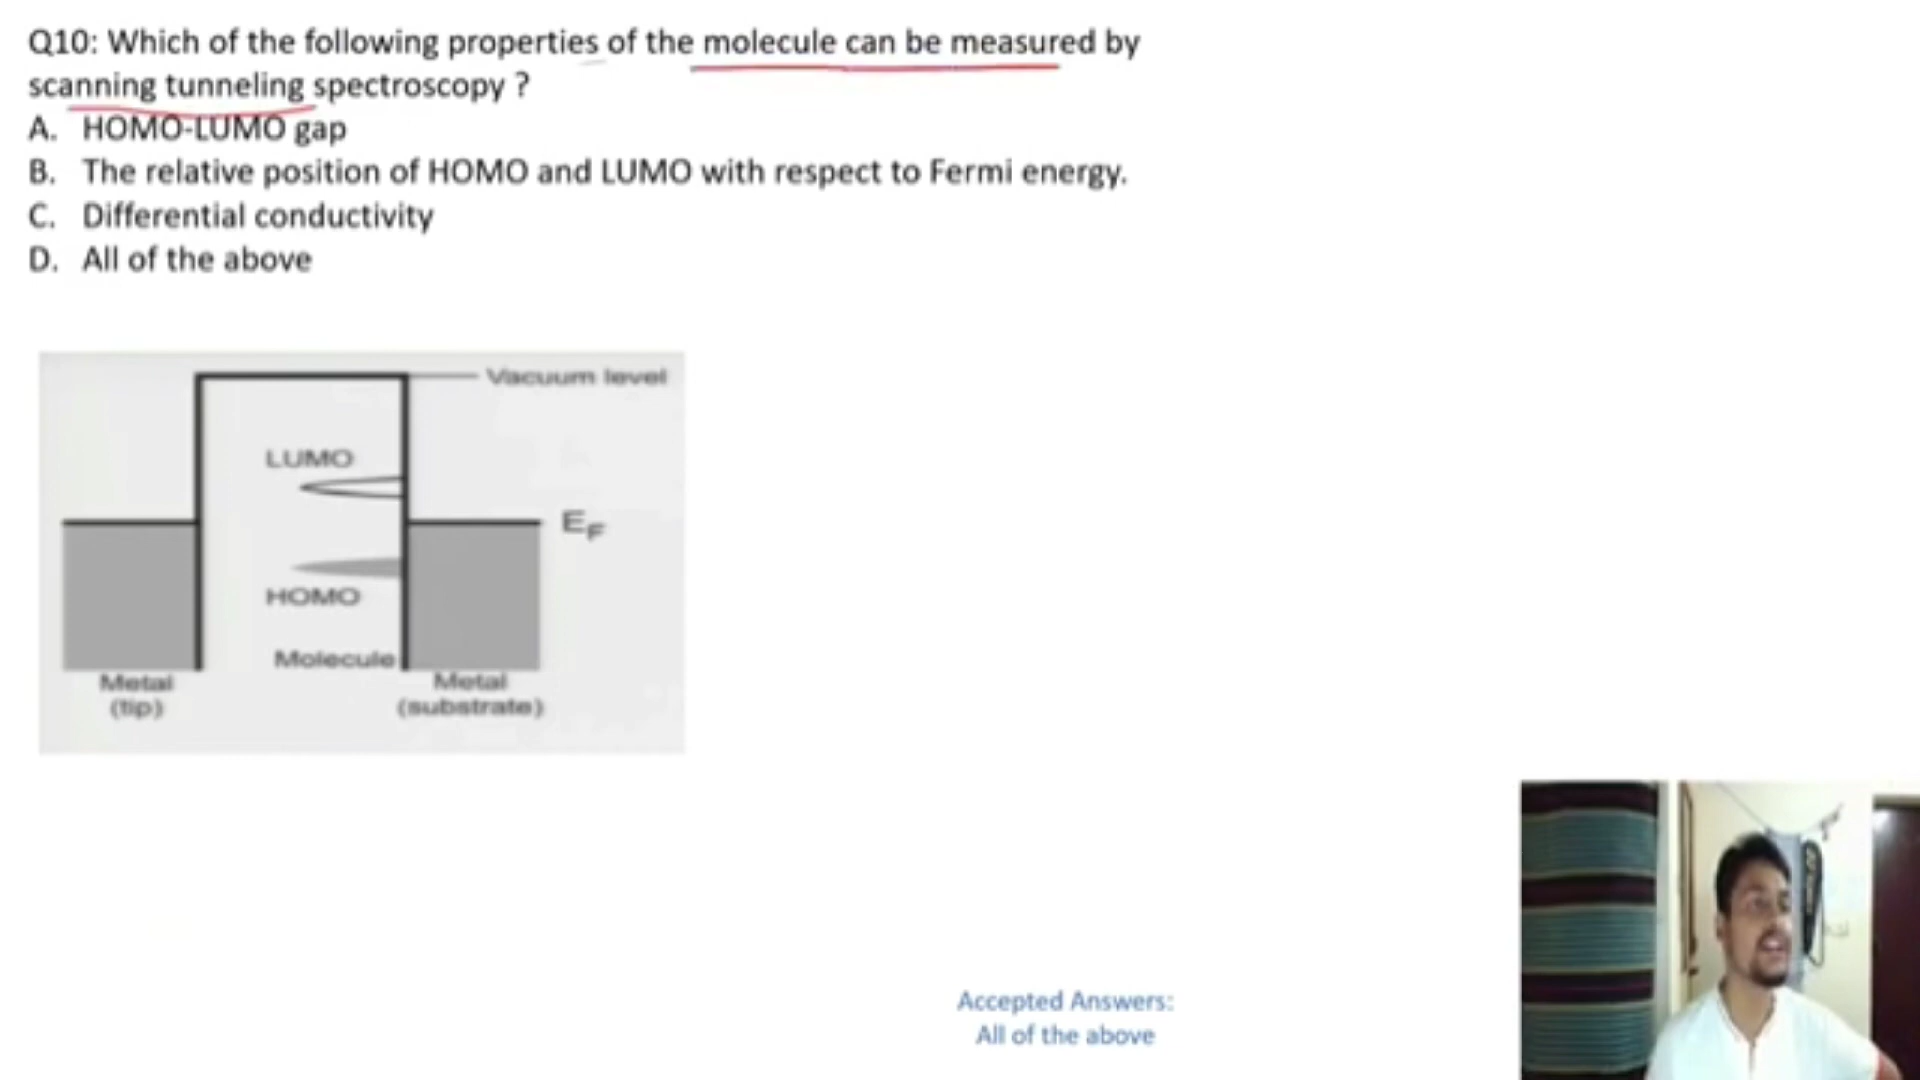 Q10: Which of the following properties of the molecule can be measured by
scanning tunneling spectroscopy ?
A. HOMO-LUMO gap
B. The relative position of HOMO and LUMO with respect to Fermi energy.
C. Differential conductivity
D. All of the above
Vacuum level
LUMO
EF
HOMO
Molecule
Metal
(tip)
Metal
(substrate)
Accepted Answers:
All of the above